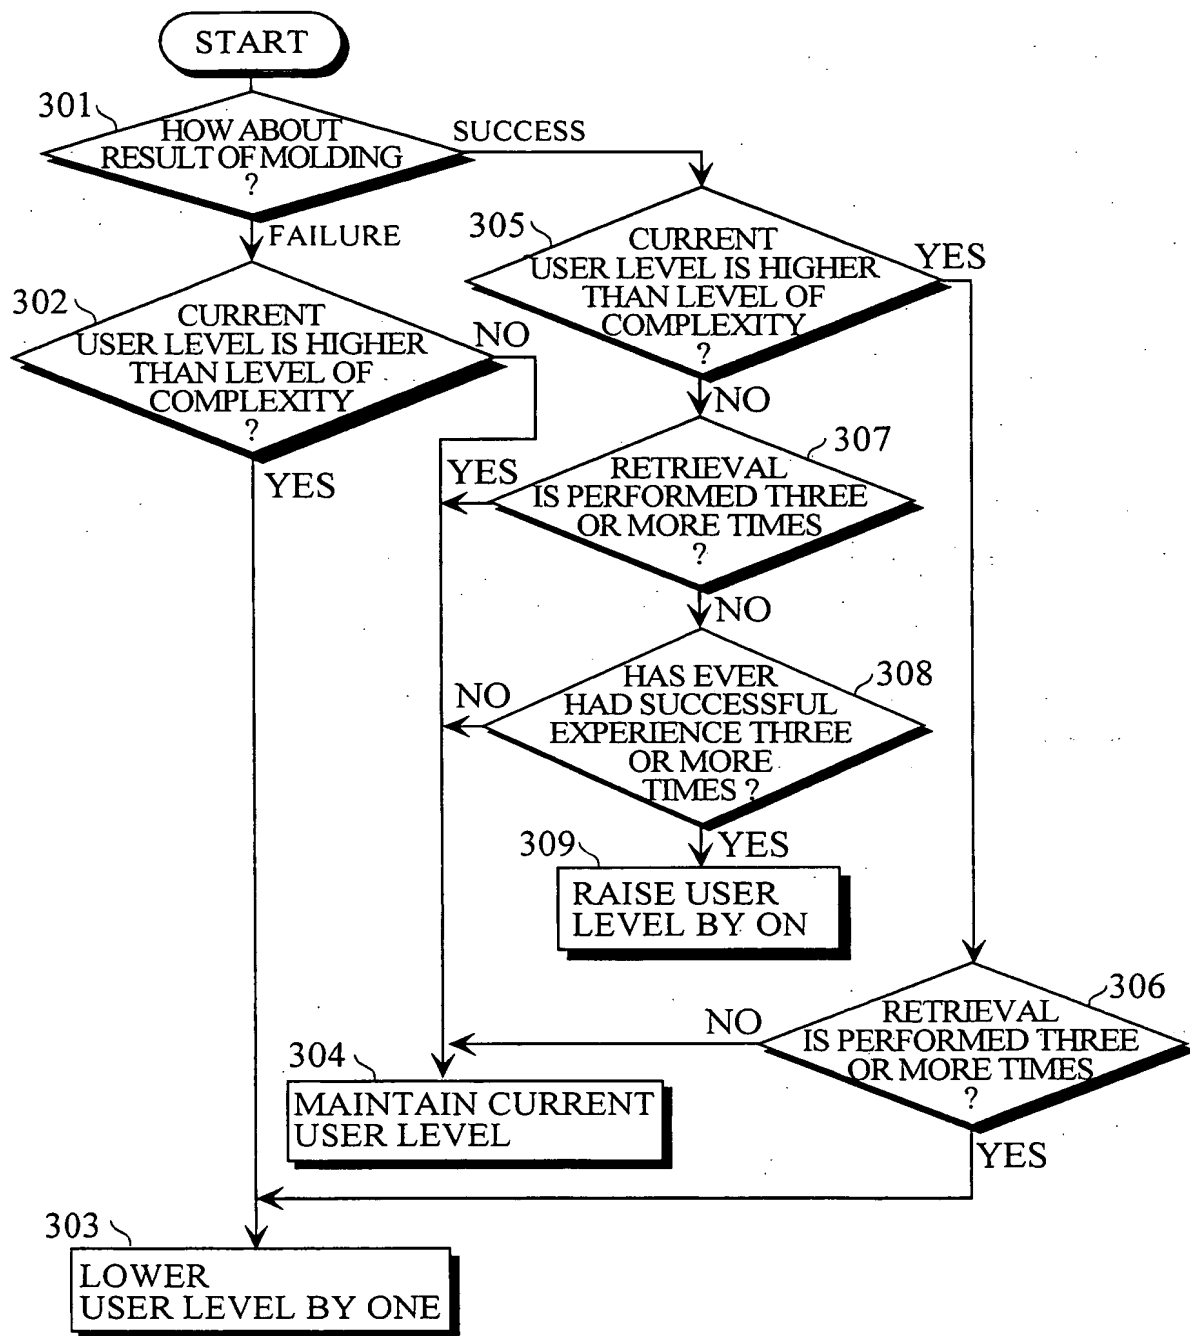 START
301
HOW ABOUT
RESULT OF MOLDING
?
SUCCESS
FAILURE
305
CURRENT
USER LEVEL IS HIGHER
THAN LEVEL OF
COMPLEXITY
?
YES
302
CURRENT
USER LEVEL IS HIGHER
THAN LEVEL OF
COMPLEXITY
?
NO
YES
NO
307
RETRIEVAL
IS PERFORMED THREE
OR MORE TIMES
?
YES
NO
308
HAS EVER
HAD SUCCESSFUL
EXPERIENCE THREE
OR MORE
TIMES ?
NO
YES
309
RAISE USER
LEVEL BY ON
306
RETRIEVAL
IS PERFORMED THREE
OR MORE TIMES
?
NO
YES
304
MAINTAIN CURRENT
USER LEVEL
303
LOWER
USER LEVEL BY ONE